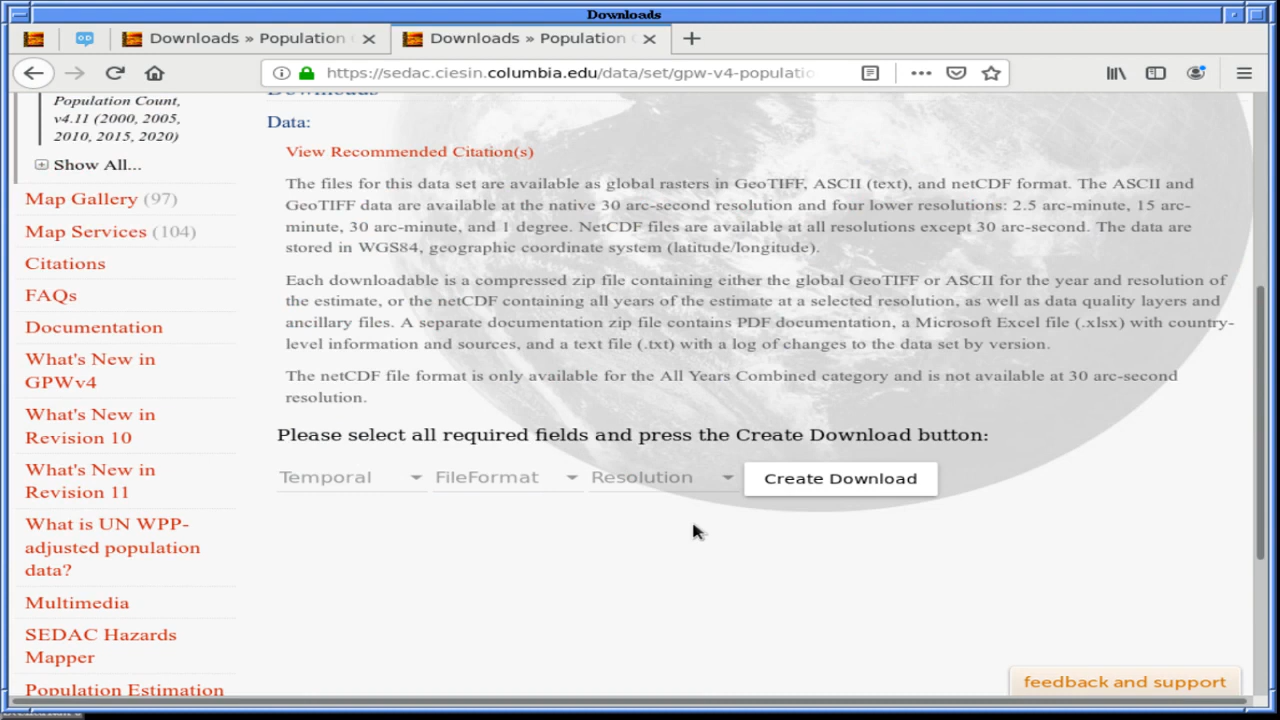 Downloads
Downloads » Population
Downloads » Population
https://sedac.ciesin.columbia.edu/data/set/gpw-v4-populatio
Population Count,
v4.11 (2000, 2005,
2010, 2015, 2020)
Show All...
Map Gallery (97)
Map Services (104)
Citations
FAQs
Documentation
What's New in
GPWv4
What's New in
Revision 10
What's New in
Revision 11
What is UN WPP-
adjusted population
data?
Multimedia
SEDAC Hazards
Mapper
Population Estimation
Downloads
Data:
View Recommended Citation(s)
The files for this data set are available as global rasters in GeoTIFF, ASCII (text), and netCDF format. The ASCII and
GeoTIFF data are available at the native 30 arc-second resolution and four lower resolutions: 2.5 arc-minute, 15 arc-
minute, 30 arc-minute, and 1 degree. NetCDF files are available at all resolutions except 30 arc-second. The data are
stored in WGS84, geographic coordinate system (latitude/longitude).
Each downloadable is a compressed zip file containing either the global GeoTIFF or ASCII for the year and resolution of
the estimate, or the netCDF containing all years of the estimate at a selected resolution, as well as data quality layers and
ancillary files. A separate documentation zip file contains PDF documentation, a Microsoft Excel file (.xlsx) with country-
level information and sources, and a text file (.txt) with a log of changes to the data set by version.
The netCDF file format is only available for the All Years Combined category and is not available at 30 arc-second
resolution.
Please select all required fields and press the Create Download button:
Temporal FileFormat Resolution Create Download
feedback and support